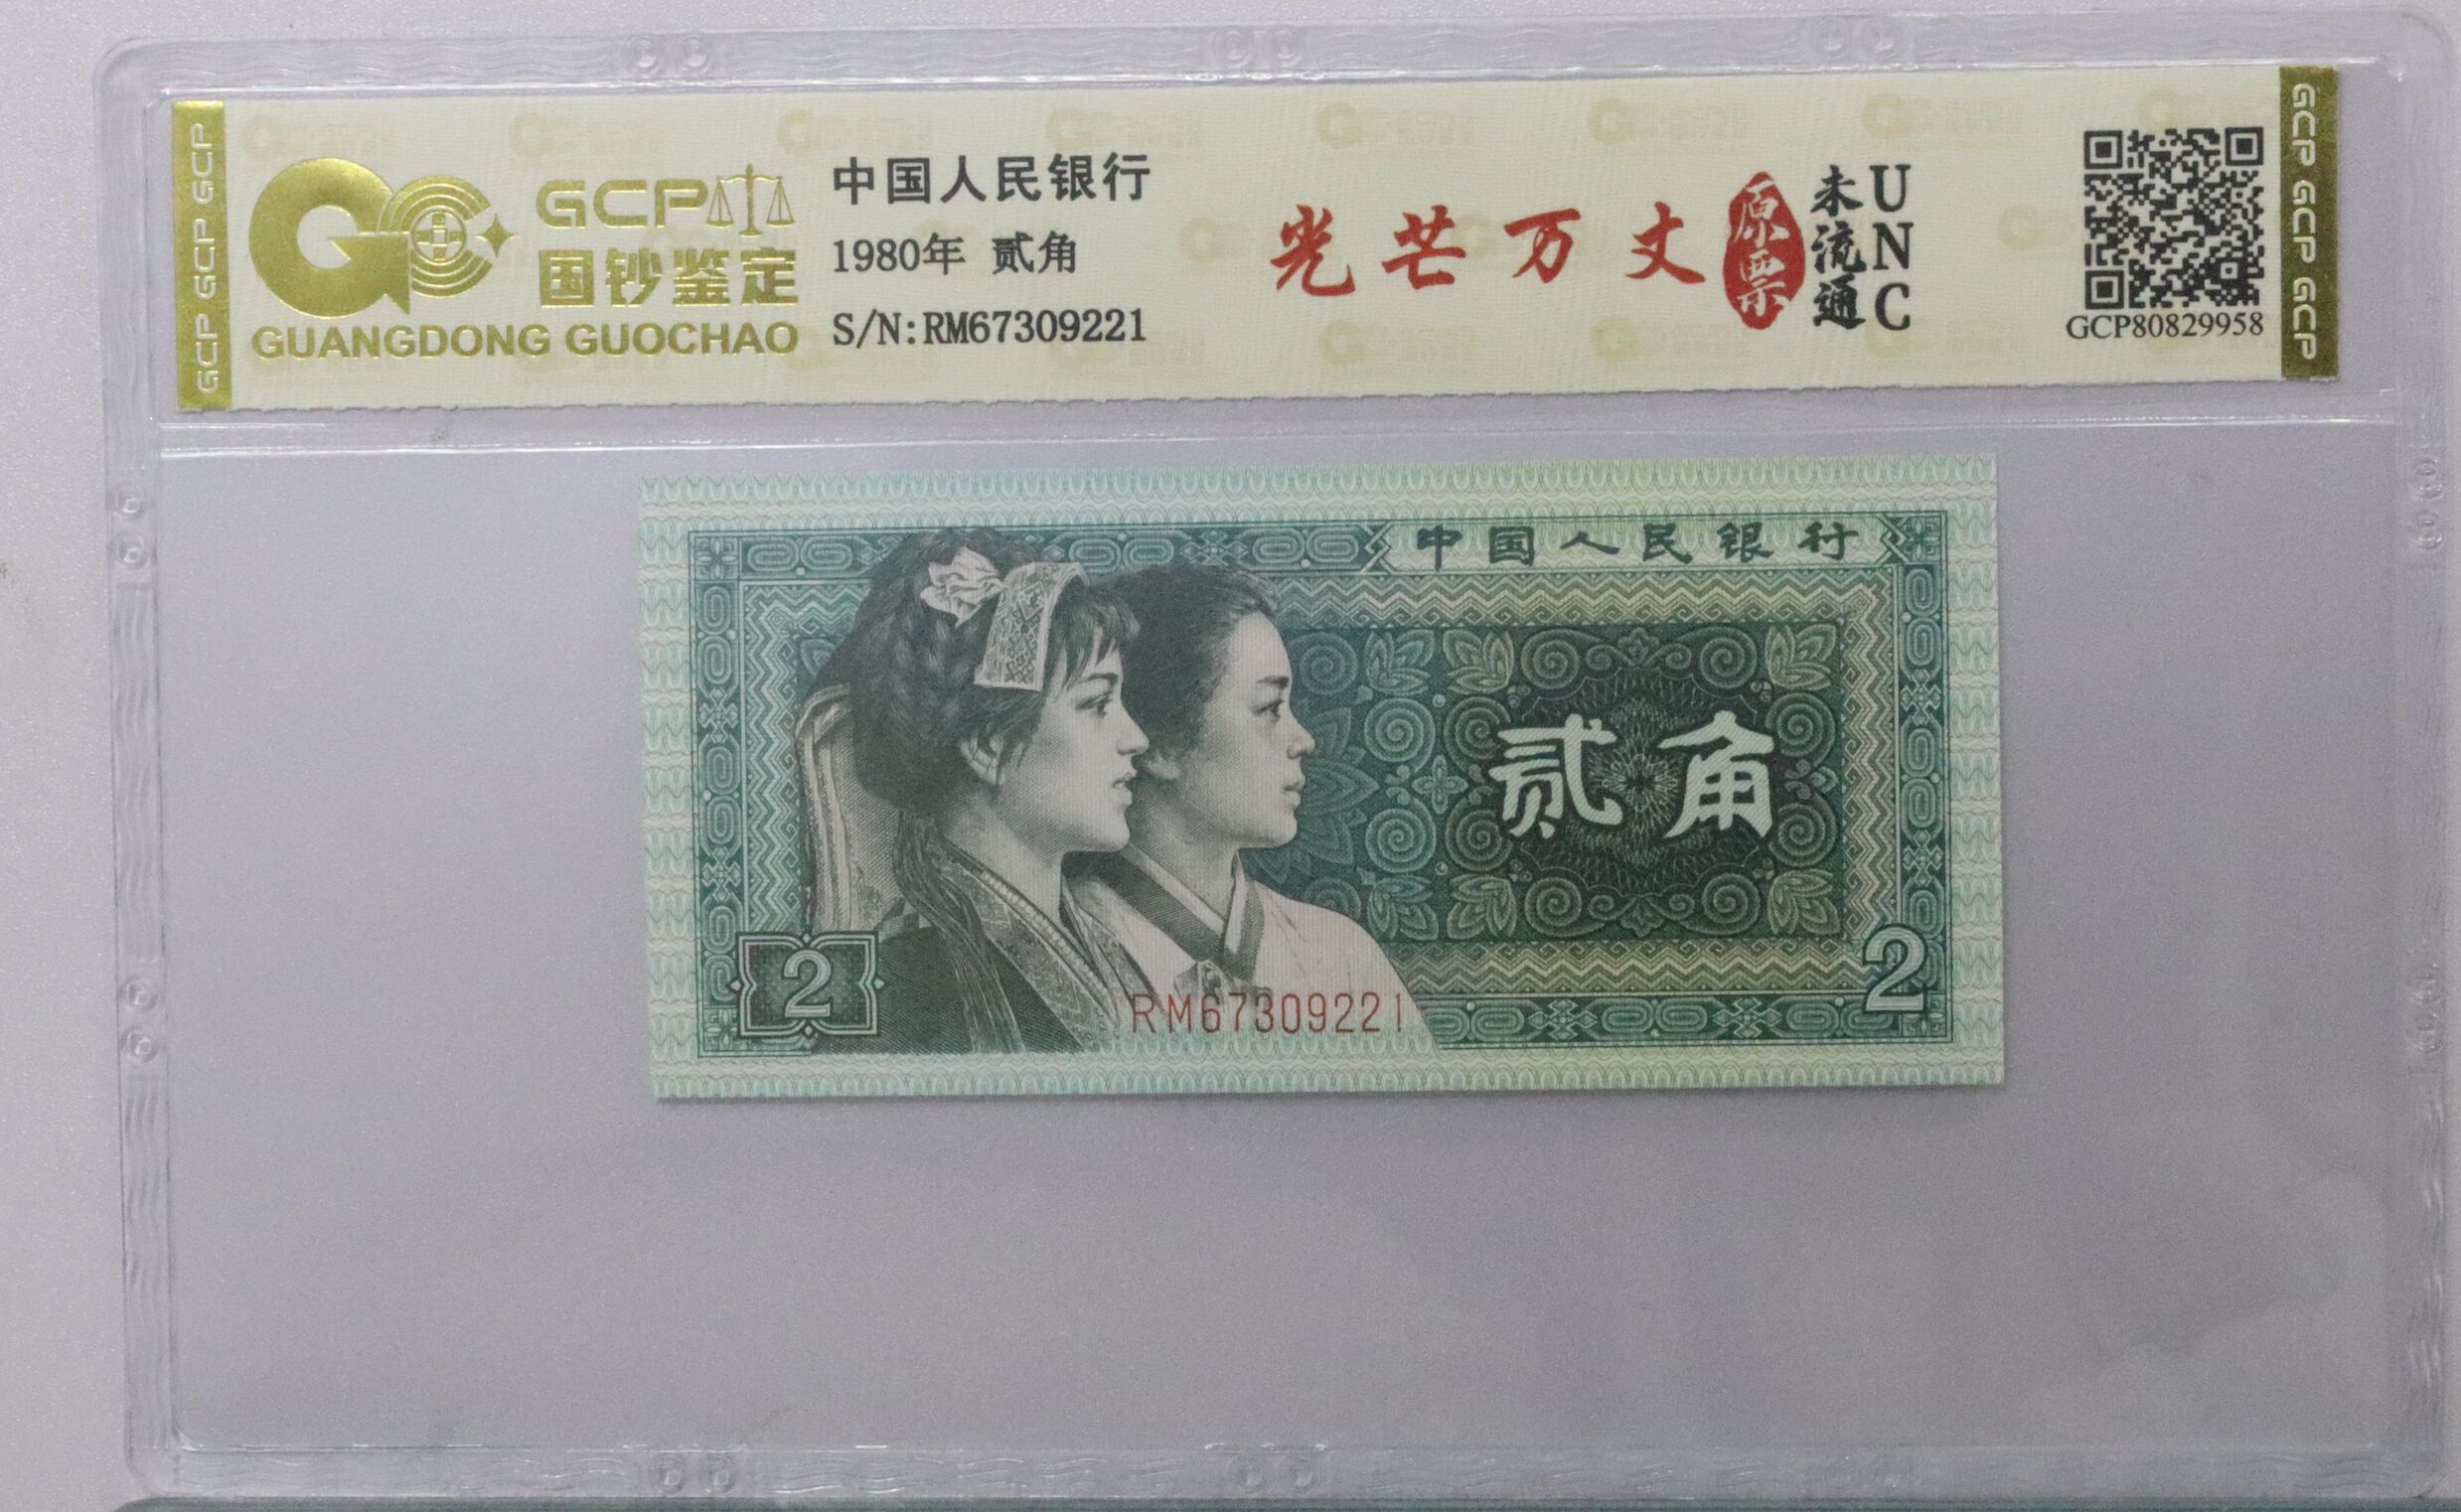 GCP GCP GCP
GCP
国钞鉴定
GUANGDONG GUOCHAO
中国人民银行
1980年 贰角
S/N:RM67309221
光芒万丈
原票
未流通
UNC
GCP80829958
GCP GCP GCP
中国人民银行
贰角
2
2
RM67309221